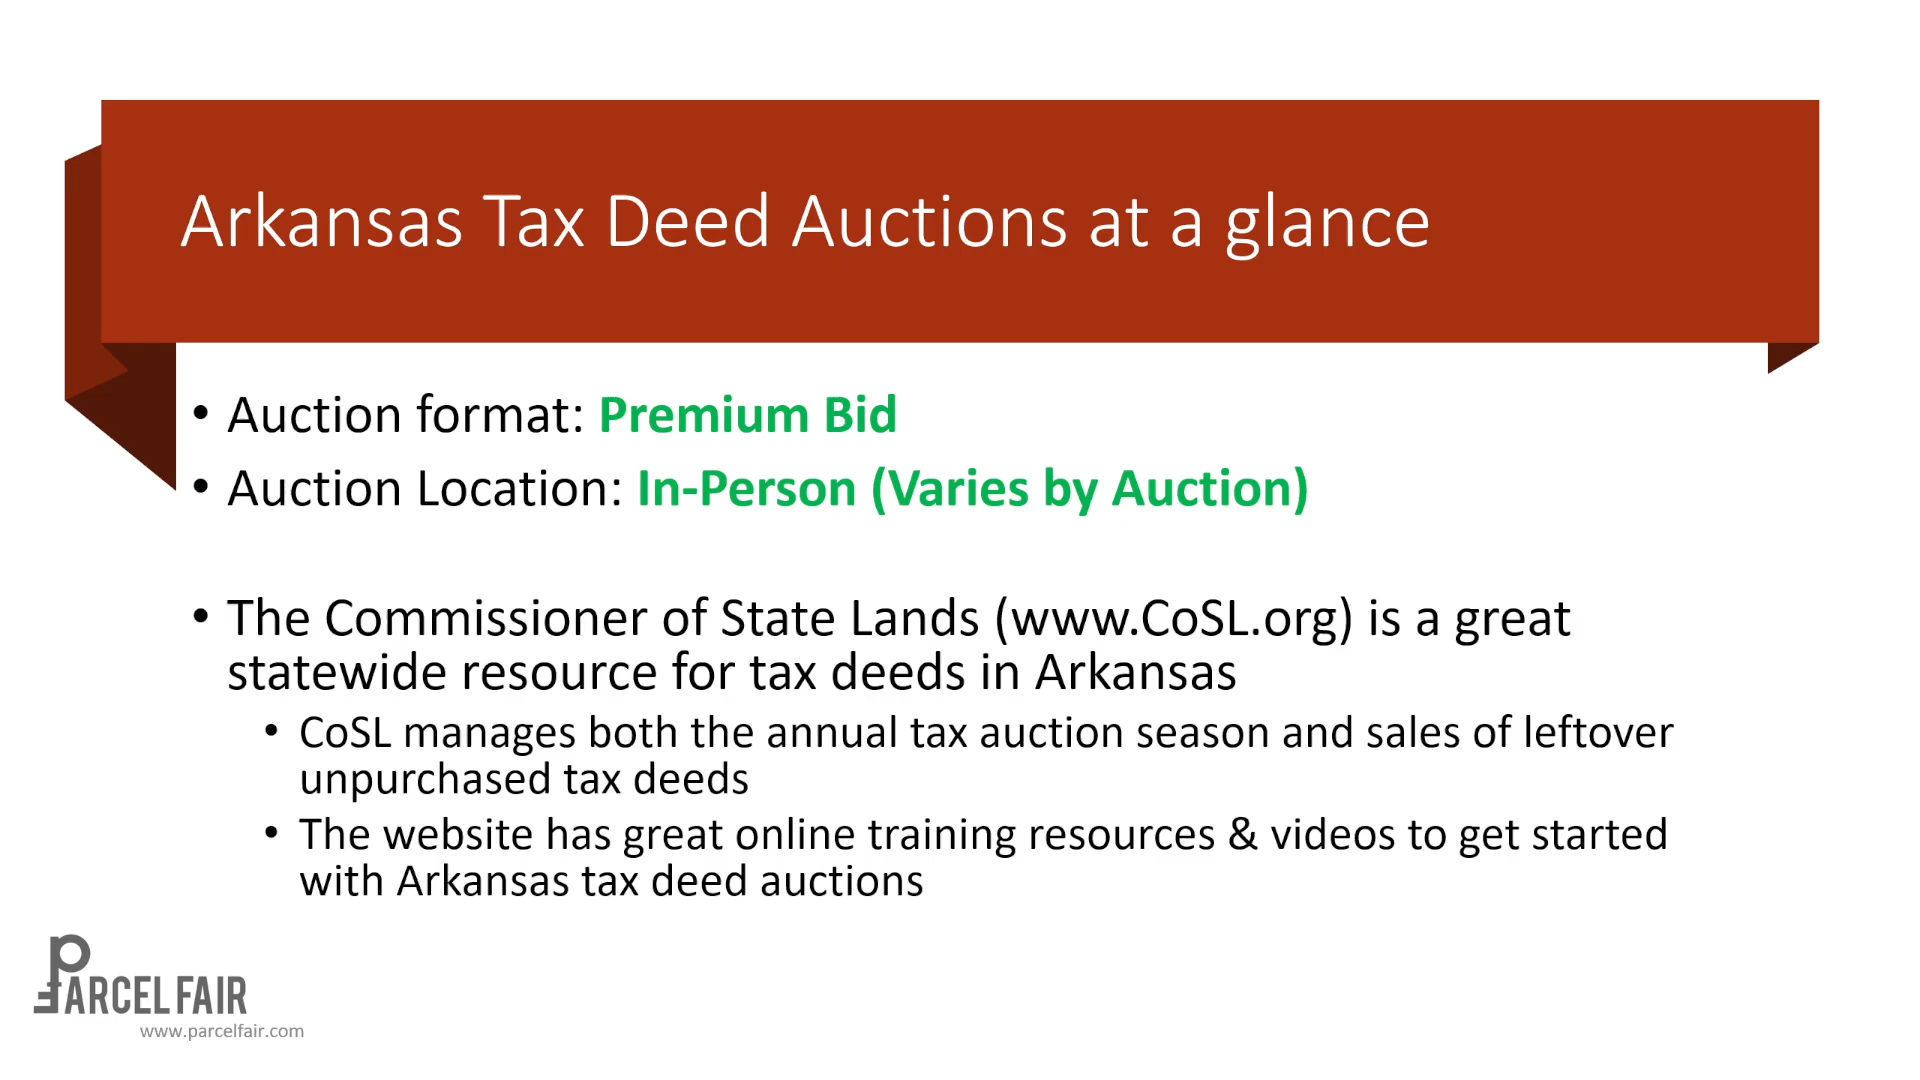 Arkansas Tax Deed Auctions at a glance
• Auction format: Premium Bid
• Auction Location: In-Person (Varies by Auction)
• The Commissioner of State Lands (www.CoSL.org) is a great
statewide resource for tax deeds in Arkansas
• CoSL manages both the annual tax auction season and sales of leftover
unpurchased tax deeds
• The website has great online training resources & videos to get started
with Arkansas tax deed auctions
PARCEL FAIR
www.parcelfair.com